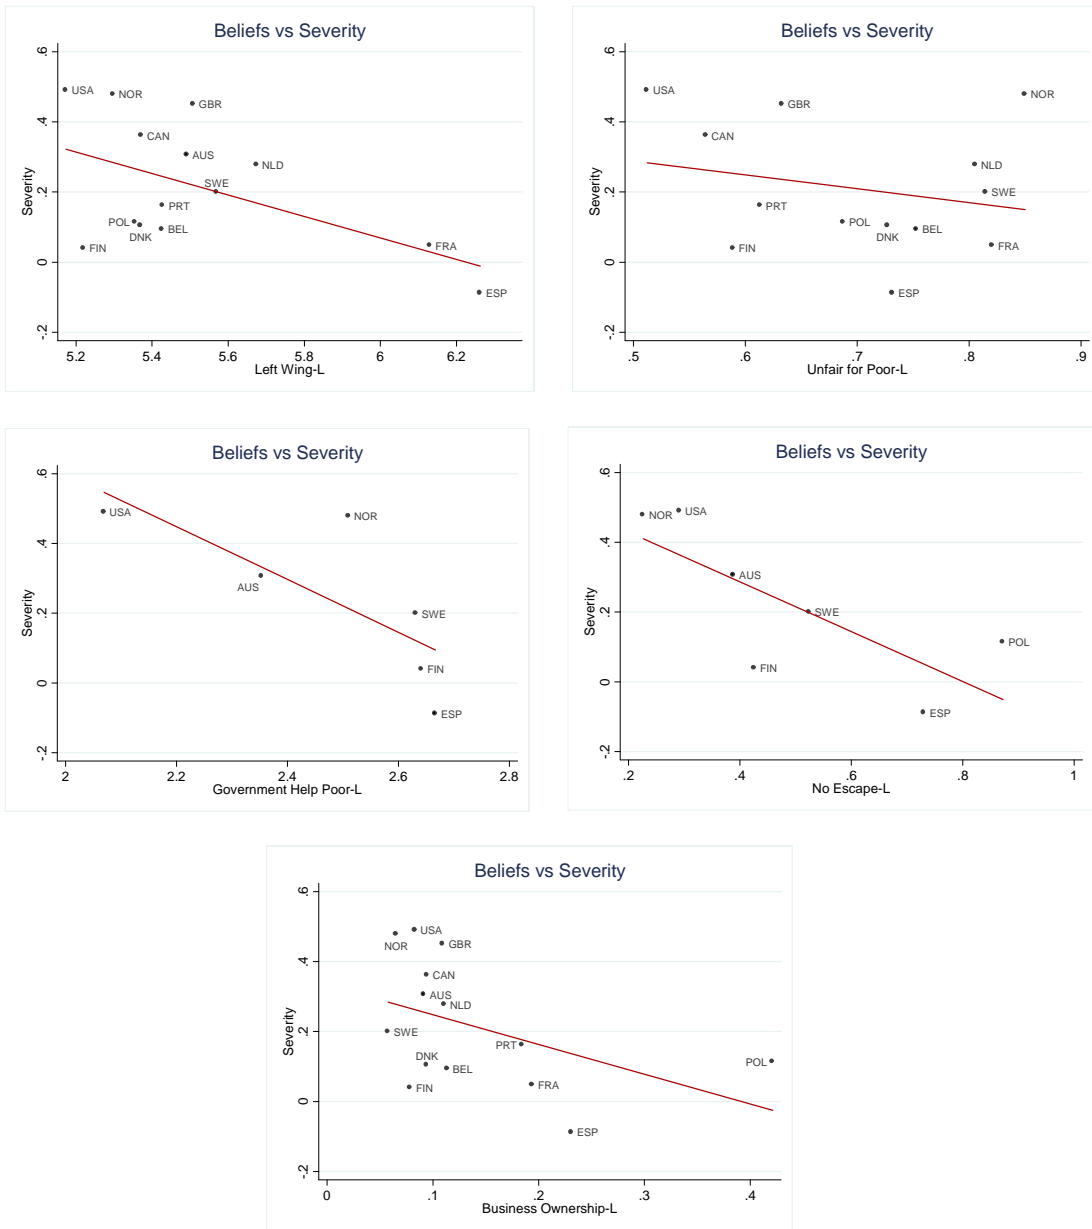 Beliefs vs Severity
Severity
.6
.4
.2
0
-.2
USA
NOR
GBR
CAN
AUS
NLD
SWE
PRT
POL
DNK
BEL
FIN
FRA
ESP
5.2 5.4 5.6 5.8 6 6.2
Left Wing-L
Beliefs vs Severity
Severity
.6
.4
.2
0
-.2
USA
NOR
GBR
CAN
NLD
SWE
PRT
POL
DNK
BEL
FIN
FRA
ESP
.5 .6 .7 .8 .9
Unfair for Poor-L
Beliefs vs Severity
Severity
.6
.4
.2
0
-.2
USA
NOR
AUS
SWE
FIN
ESP
2 2.2 2.4 2.6 2.8
Government Help Poor-L
Beliefs vs Severity
Severity
.6
.4
.2
0
-.2
NOR
USA
AUS
SWE
POL
FIN
ESP
.2 .4 .6 .8 1
No Escape-L
Beliefs vs Severity
Severity
.6
.4
.2
0
-.2
USA
NOR
GBR
CAN
AUS
NLD
SWE
PRT
DNK
BEL
POL
FIN
FRA
ESP
0 .1 .2 .3 .4
Business Ownership-L